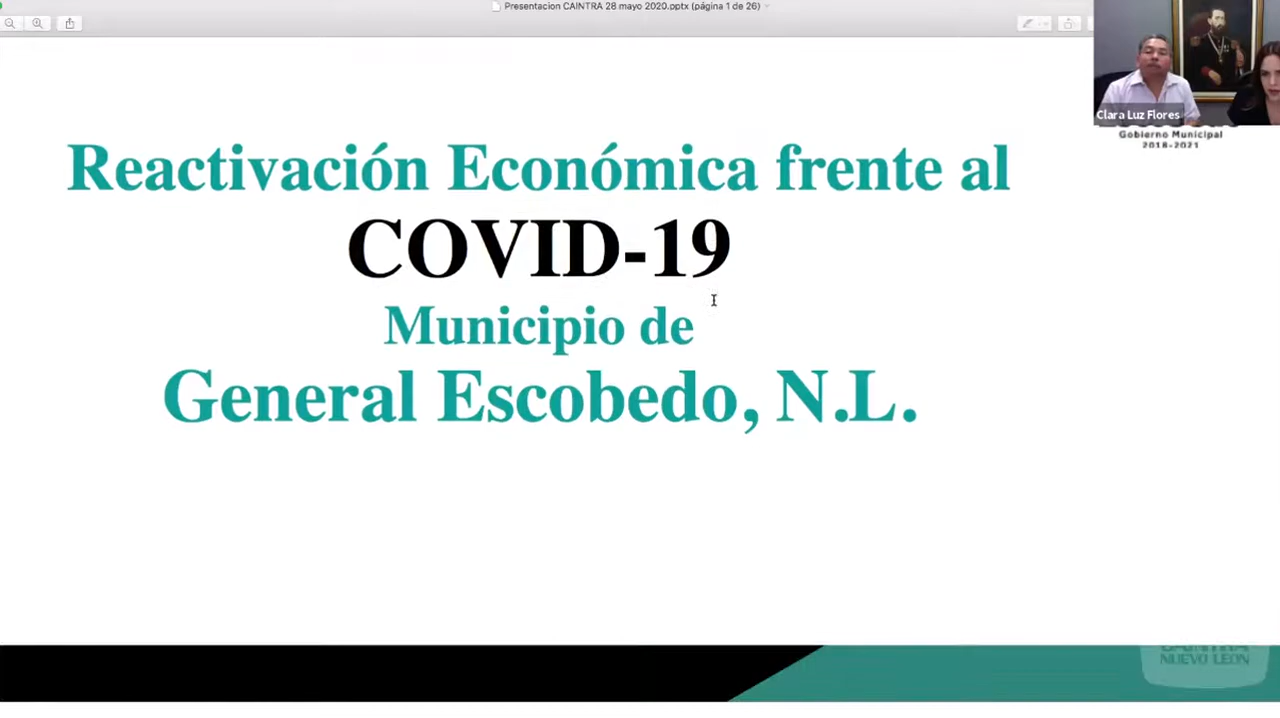 Presentacion CAINTRA 28 mayo 2020.pptx (página 1 de 26)
Clara Luz Flores
Gobierno Municipal
2018-2021
Reactivación Económica frente al
COVID-19
Municipio de
General Escobedo, N.L.
CAINTRA
NUEVO LEÓN